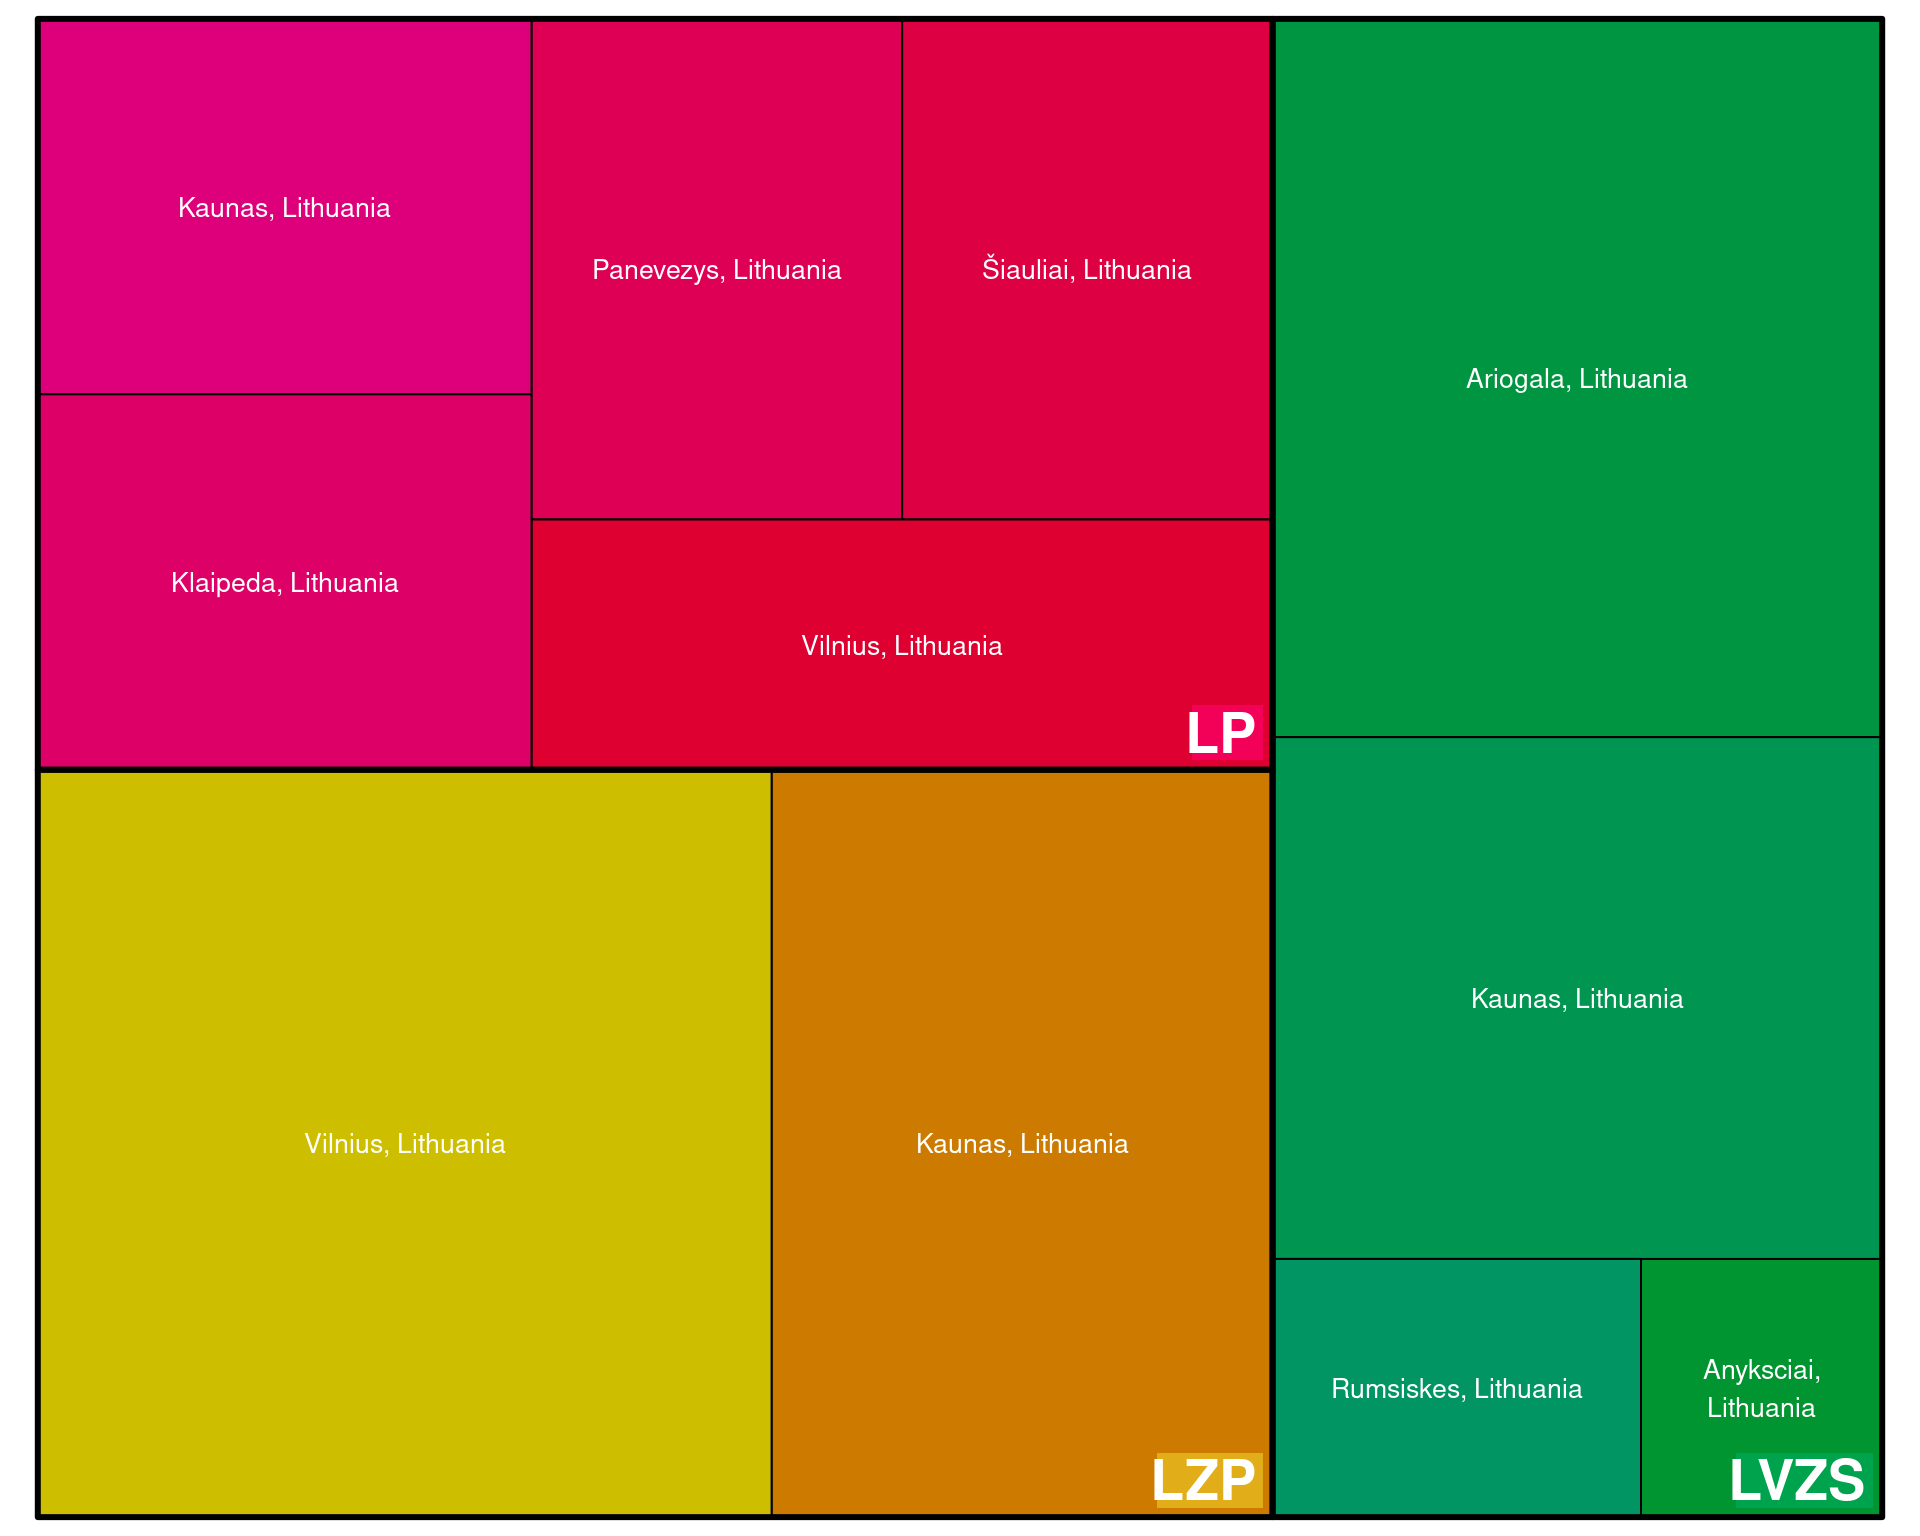 Kaunas, Lithuania
Panevezys, Lithuania
Šiauliai, Lithuania
Klaipeda, Lithuania
Vilnius, Lithuania
LP
Vilnius, Lithuania
Kaunas, Lithuania
LZP
Ariogala, Lithuania
Kaunas, Lithuania
Rumsiskes, Lithuania
Anyksciai,
Lithuania
LVZS